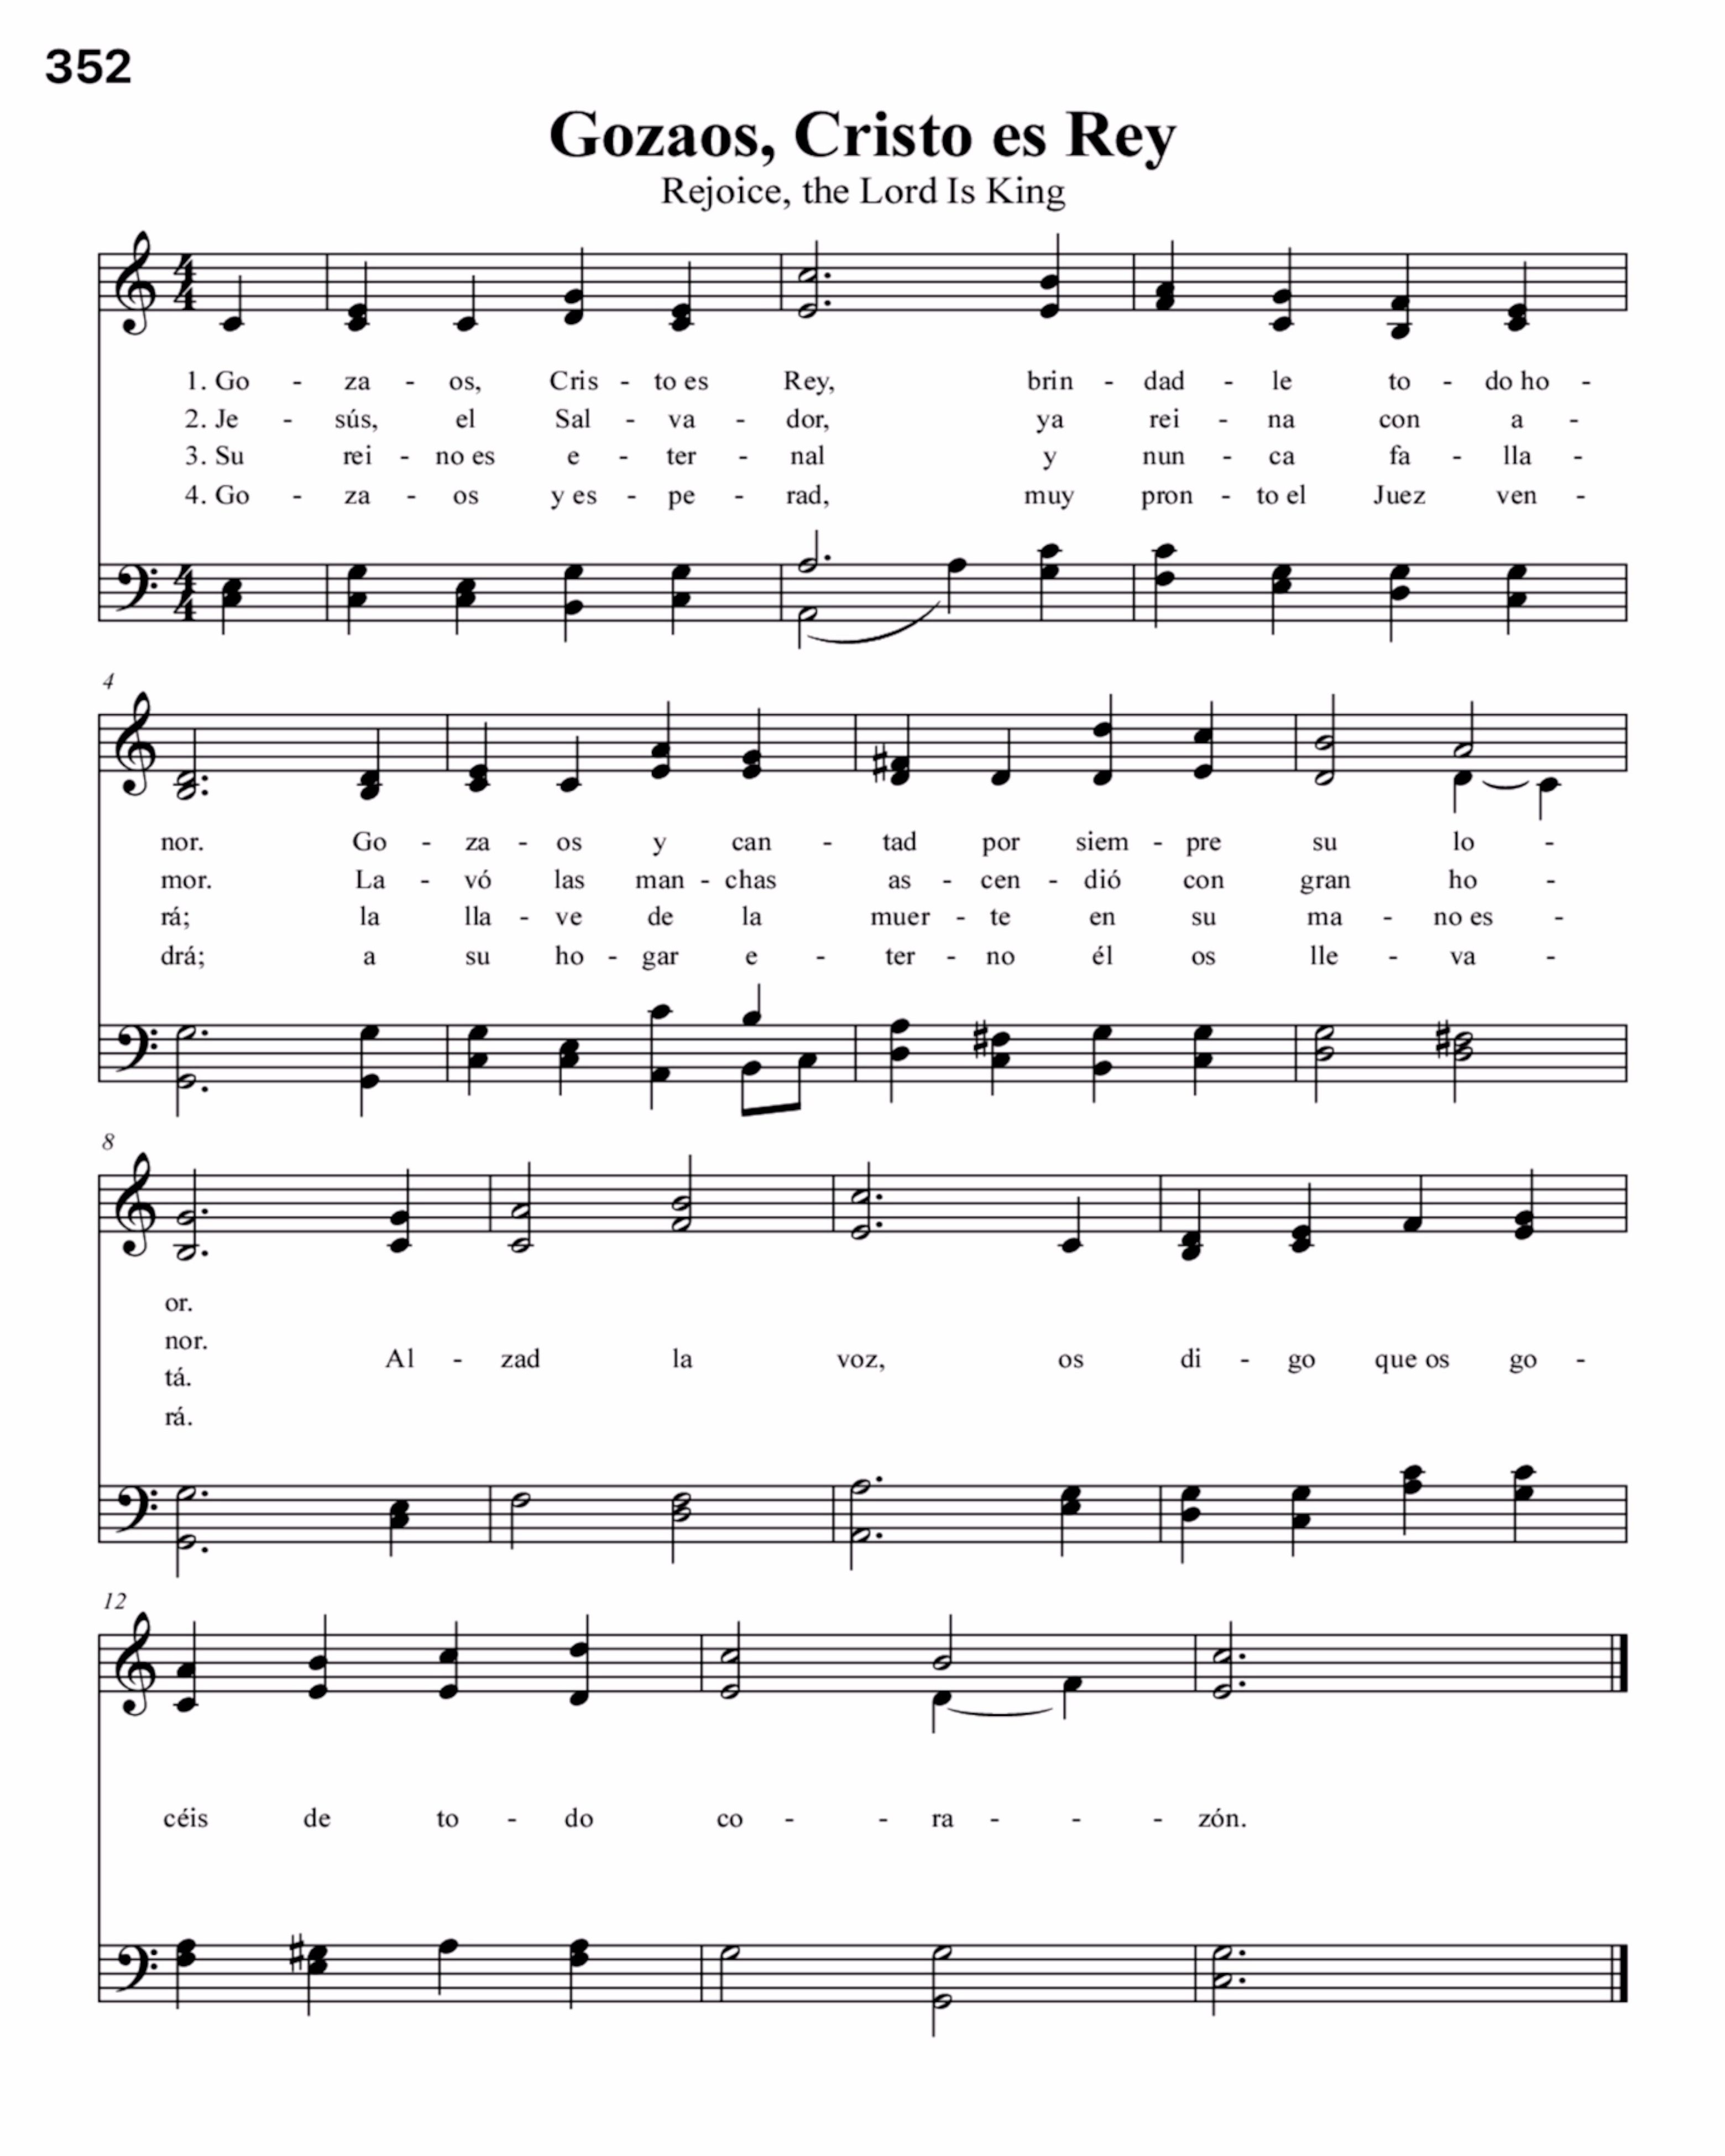 352
Gozaos, Cristo es Rey
Rejoice, the Lord Is King
1. Go - za - os, Cris - to es Rey, brin - dad - le to - do ho -
2. Je - sús, el Sal - va - dor, ya rei - na con a -
3. Su rei - no es e - ter - nal y nun - ca fa - lla -
4. Go - za - os y es - pe - rad, muy pron - to el Juez ven -
4
nor. Go - za - os y can - tad por siem - pre su lo -
mor. La - vó las man - chas as - cen - dió con gran ho -
rá; la lla - ve de la muer - te en su ma - no es -
drá; a su ho - gar e - ter - no él os lle - va -
8
or.
nor.
Al - zad la voz, os di - go que os go -
tá.
rá.
12
céis de to - do co - - ra - - - zón.